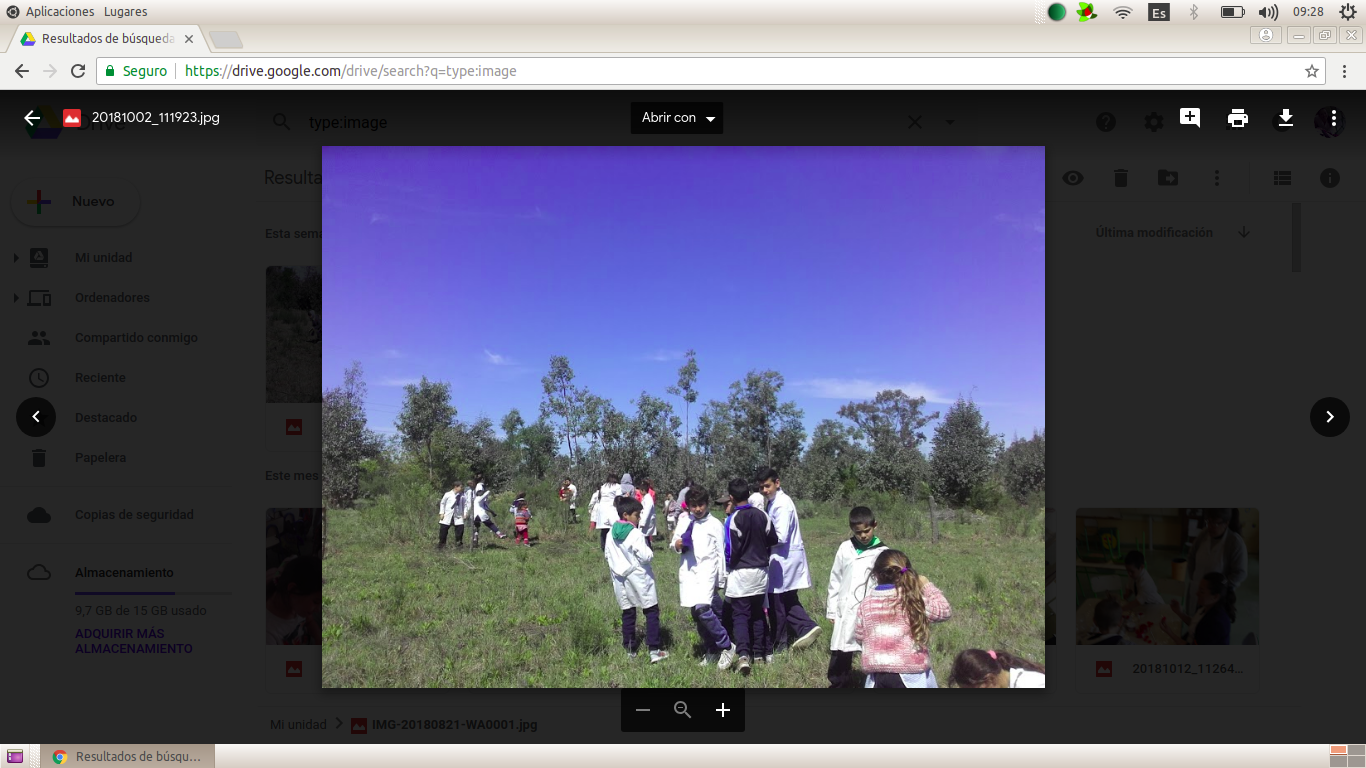 Aplicaciones Lugares
Es
09:28
Resultados de búsqueda
Seguro
https://drive.google.com/drive/search?q=type:image
20181002_111923.jpg
type:image
Abrir con
Nuevo
Última modificación
Mi unidad
Ordenadores
Compartido conmigo
Reciente
Destacado
Papelera
Este mes
Copias de seguridad
Almacenamiento
9,7 GB de 15 GB usado
ADQUIRIR MÁS
ALMACENAMIENTO
20181012_11264...
Mi unidad
IMG-20180821-WA0001.jpg
Resultados de búsqu...